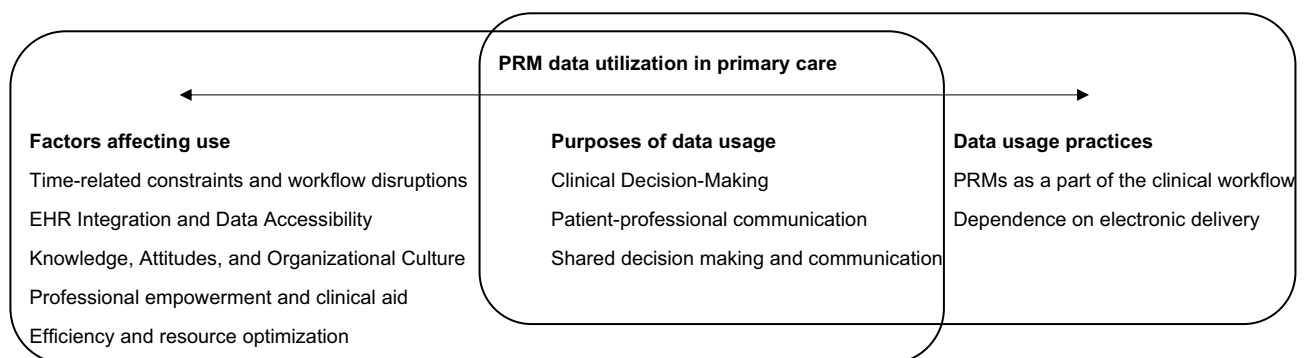 PRM data utilization in primary care
Factors affecting use
Time-related constraints and workflow disruptions
EHR Integration and Data Accessibility
Knowledge, Attitudes, and Organizational Culture
Professional empowerment and clinical aid
Efficiency and resource optimization
Purposes of data usage
Clinical Decision-Making
Patient-professional communication
Shared decision making and communication
Data usage practices
PRMs as a part of the clinical workflow
Dependence on electronic delivery